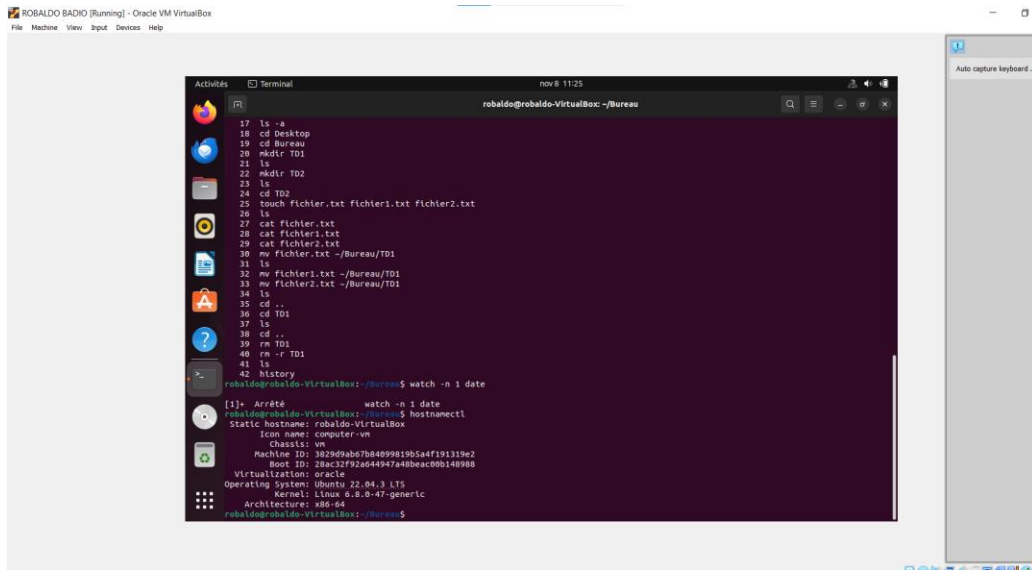 ROBALDO BADIO [Running] - Oracle VM VirtualBox
File Machine View Input Devices Help
Auto capture keyboard ..
Activités Terminal nov 8 11:25
robaldo@robaldo-VirtualBox: ~/Bureau
17 ls -a
18 cd Desktop
19 cd Bureau
20 mkdir TD1
21 ls
22 mkdir TD2
23 ls
24 cd TD2
25 touch fichier.txt fichier1.txt fichier2.txt
26 ls
27 cat fichier.txt
28 cat fichier1.txt
29 cat fichier2.txt
30 mv fichier.txt ~/Bureau/TD1
31 ls
32 mv fichier1.txt ~/Bureau/TD1
33 mv fichier2.txt ~/Bureau/TD1
34 ls
35 cd ..
36 cd TD1
37 ls
38 cd ..
39 rm TD1
40 rm -r TD1
41 ls
42 history
robaldo@robaldo-VirtualBox:~/Bureau$ watch -n 1 date
[1]+ Arrêté watch -n 1 date
robaldo@robaldo-VirtualBox:~/Bureau$ hostnamectl
Static hostname: robaldo-VirtualBox
Icon name: computer-vm
Chassis: vm
Machine ID: 3829d9ab67b84099819b5a4f191319e2
Boot ID: 28ac32f92a644947a48beac00b148988
Virtualization: oracle
Operating System: Ubuntu 22.04.3 LTS
Kernel: Linux 6.8.0-47-generic
Architecture: x86-64
robaldo@robaldo-VirtualBox:~/Bureau$